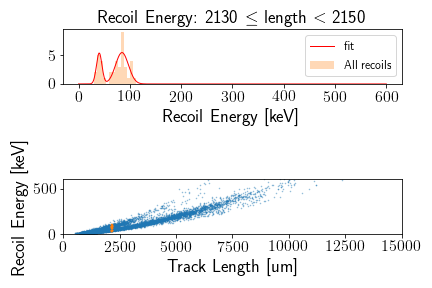 Recoil Energy: 2130 ≤ length < 2150
5
0
fit
All recoils
0 100 200 300 400 500 600
Recoil Energy [keV]
Recoil Energy [keV]
500
0
0 2500 5000 7500 10000 12500 15000
Track Length [um]